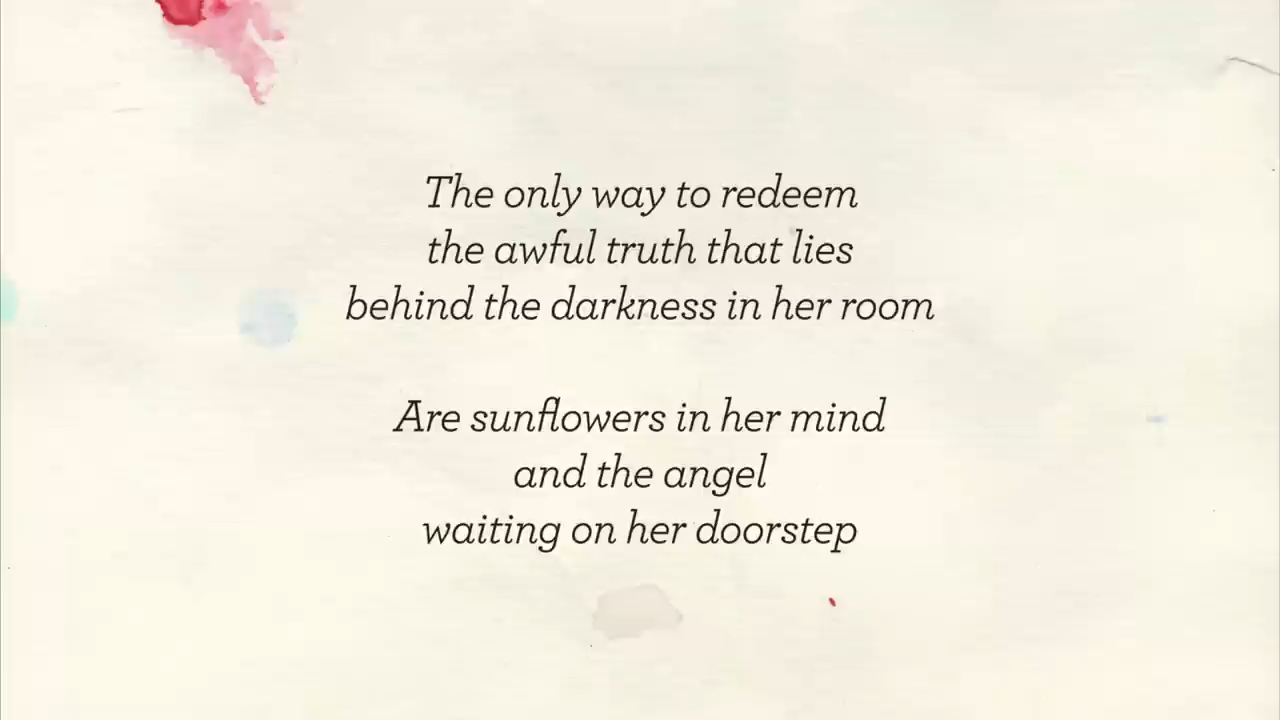 The only way to redeem
the awful truth that lies
behind the darkness in her room
Are sunflowers in her mind
and the angel
waiting on her doorstep